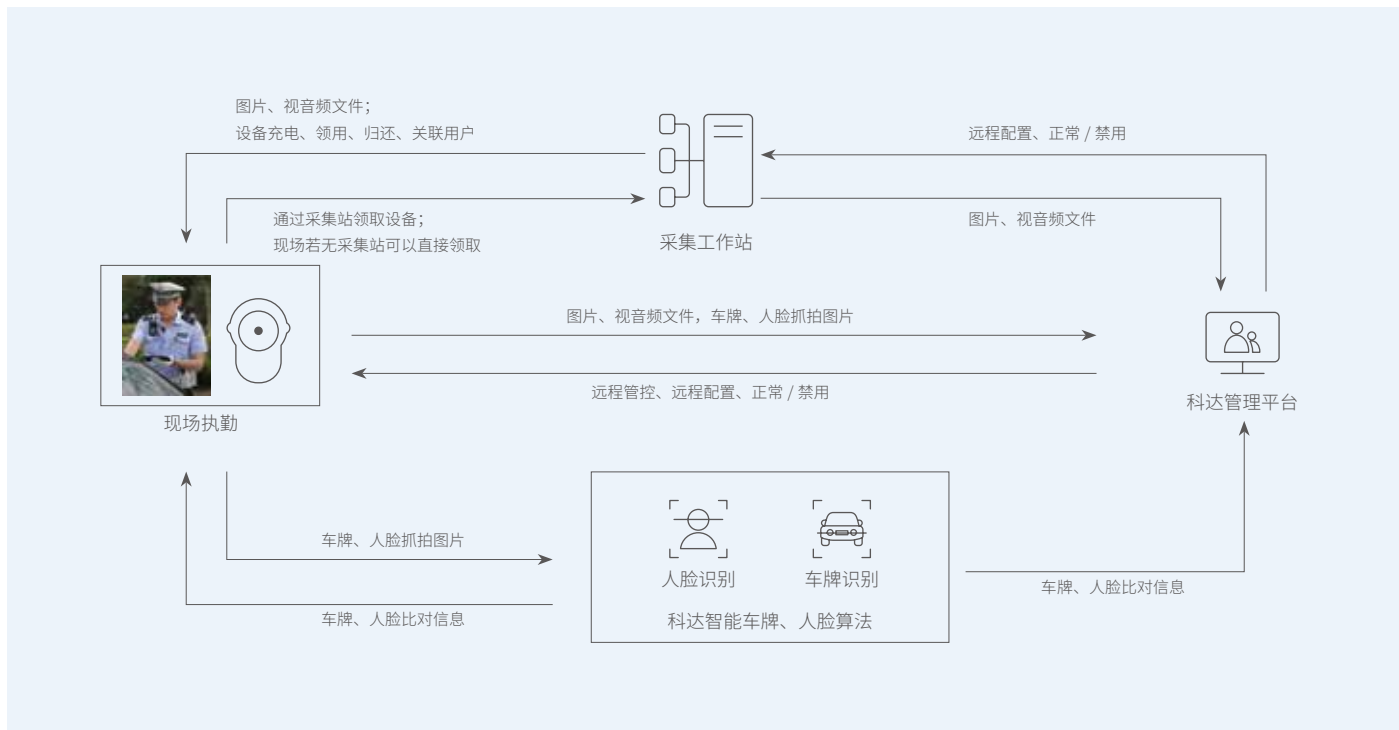 图片、视音频文件；
设备充电、领用、归还、关联用户
远程配置、正常 / 禁用
通过采集站领取设备；
现场若无采集站可以直接领取
图片、视音频文件
采集工作站
图片、视音频文件，车牌、人脸抓拍图片
远程管控、远程配置、正常 / 禁用
科达管理平台
现场执勤
车牌、人脸抓拍图片
车牌、人脸比对信息
人脸识别
车牌识别
科达智能车牌、人脸算法
车牌、人脸比对信息